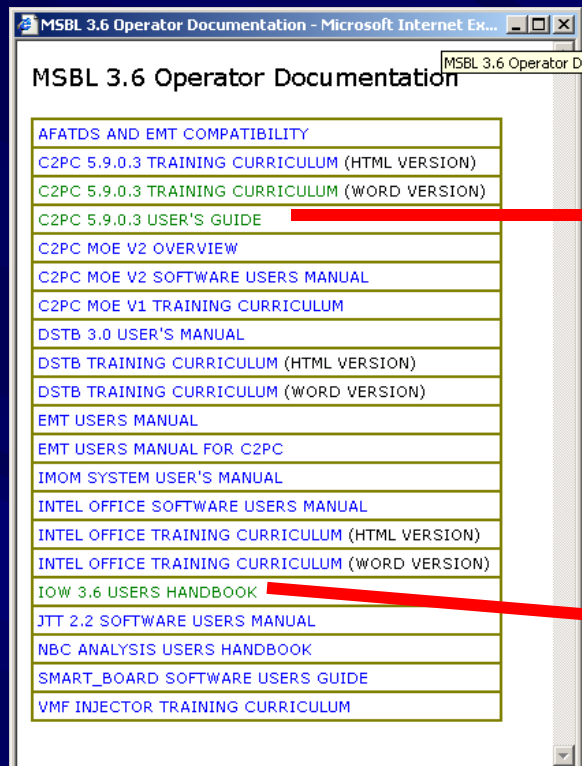 MSBL 3.6 Operator Documentation - Microsoft Internet Ex...
MSBL 3.6 Operator D
MSBL 3.6 Operator Documentation
AFATDS AND EMT COMPATIBILITY
C2PC 5.9.0.3 TRAINING CURRICULUM (HTML VERSION)
C2PC 5.9.0.3 TRAINING CURRICULUM (WORD VERSION)
C2PC 5.9.0.3 USER'S GUIDE
C2PC MOE V2 OVERVIEW
C2PC MOE V2 SOFTWARE USERS MANUAL
C2PC MOE V1 TRAINING CURRICULUM
DSTB 3.0 USER'S MANUAL
DSTB TRAINING CURRICULUM (HTML VERSION)
DSTB TRAINING CURRICULUM (WORD VERSION)
EMT USERS MANUAL
EMT USERS MANUAL FOR C2PC
IMOM SYSTEM USER'S MANUAL
INTEL OFFICE SOFTWARE USERS MANUAL
INTEL OFFICE TRAINING CURRICULUM (HTML VERSION)
INTEL OFFICE TRAINING CURRICULUM (WORD VERSION)
IOW 3.6 USERS HANDBOOK
JTT 2.2 SOFTWARE USERS MANUAL
NBC ANALYSIS USERS HANDBOOK
SMART_BOARD SOFTWARE USERS GUIDE
VMF INJECTOR TRAINING CURRICULUM